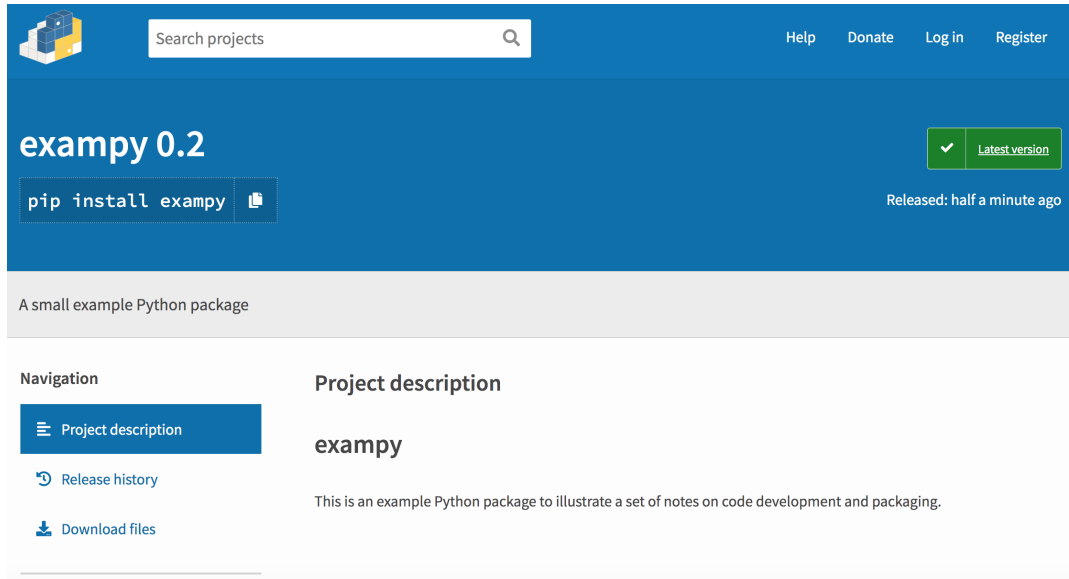 Search projects
Help
Donate
Log in
Register
exampy 0.2
Latest version
pip install exampy
Released: half a minute ago
A small example Python package
Navigation
Project description
Release history
Download files
Project description
exampy
This is an example Python package to illustrate a set of notes on code development and packaging.